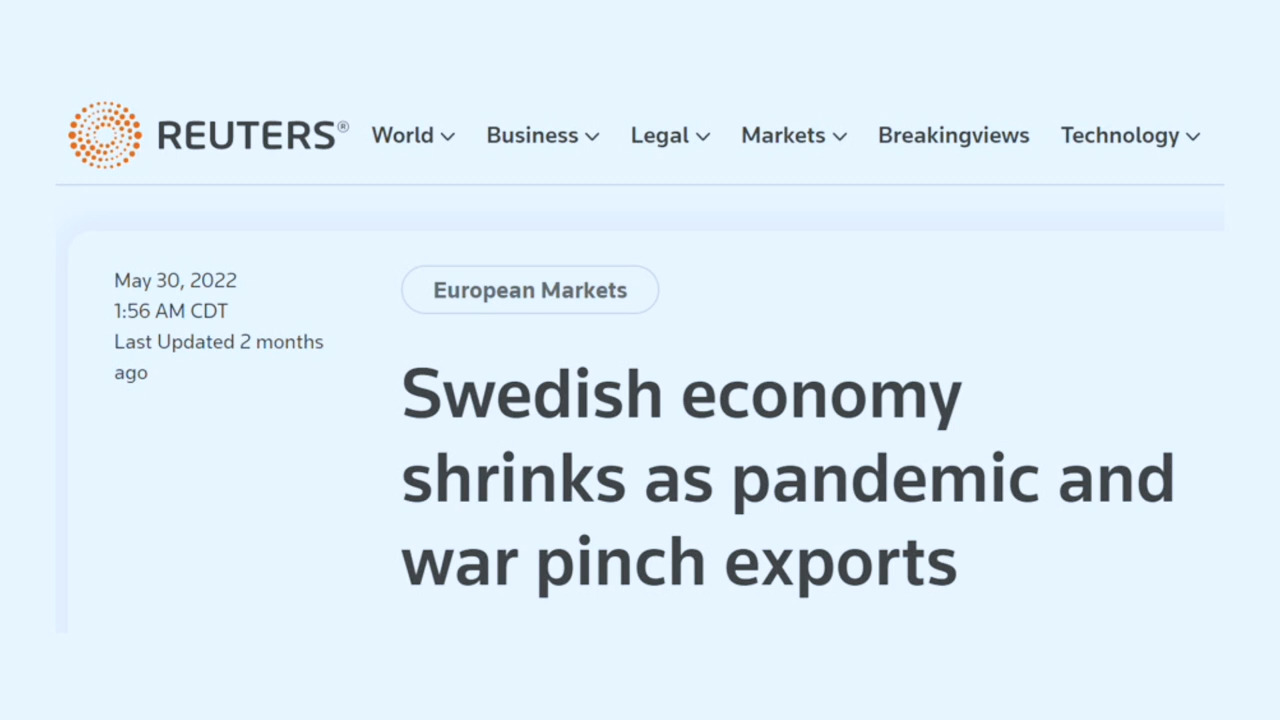 REUTERS® World Business Legal Markets Breakingviews Technology
May 30, 2022
1:56 AM CDT
Last Updated 2 months
ago
European Markets
Swedish economy
shrinks as pandemic and
war pinch exports